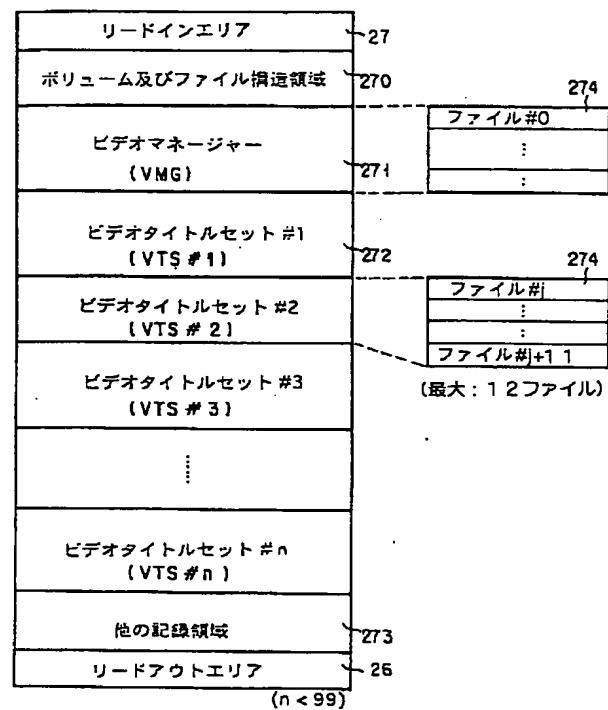 リードインエリア
27
ボリューム及びファイル構造領域
270
ビデオマネージャー
(VMG)
271
274
ファイル#0
⋮
⋮
ビデオタイトルセット#1
(VTS#1)
272
ビデオタイトルセット#2
(VTS#2)
274
ファイル#j
⋮
⋮
ファイル#j+11
(最大:12ファイル)
ビデオタイトルセット#3
(VTS#3)
⋮
ビデオタイトルセット#n
(VTS#n)
他の記録領域
273
リードアウトエリア
26
(n<99)